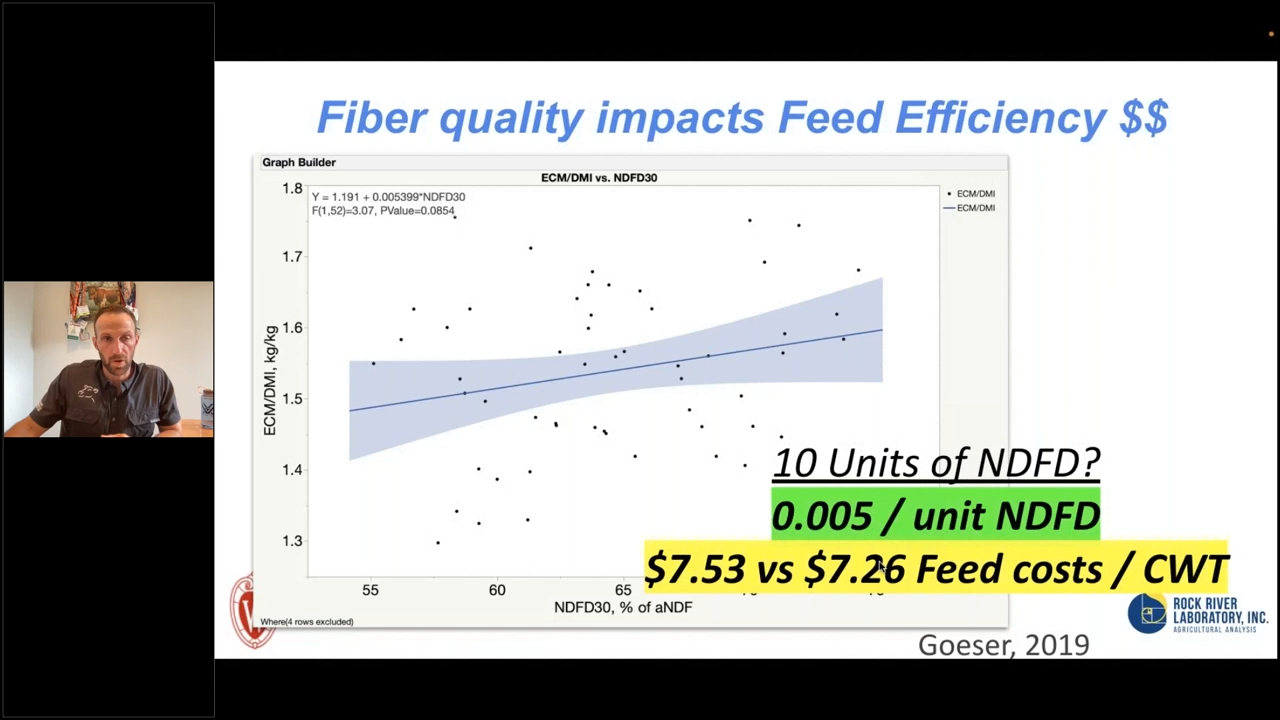 Fiber quality impacts Feed Efficiency $$
Graph Builder
ECM/DMI vs. NDFD30
Y = 1.191 + 0.005399*NDFD30
F(1,52)=3.07, PValue=0.0854
ECM/DMI
ECM/DMI
1.8
1.7
1.6
1.5
1.4
1.3
ECM/DMI, kg/kg
10 Units of NDFD?
0.005 / unit NDFD
$7.53 vs $7.26 Feed costs / CWT
55 60 65
NDFD30, % of aNDF
Where(4 rows excluded)
ROCK RIVER
LABORATORY, INC.
AGRICULTURAL ANALYSIS
Goeser, 2019